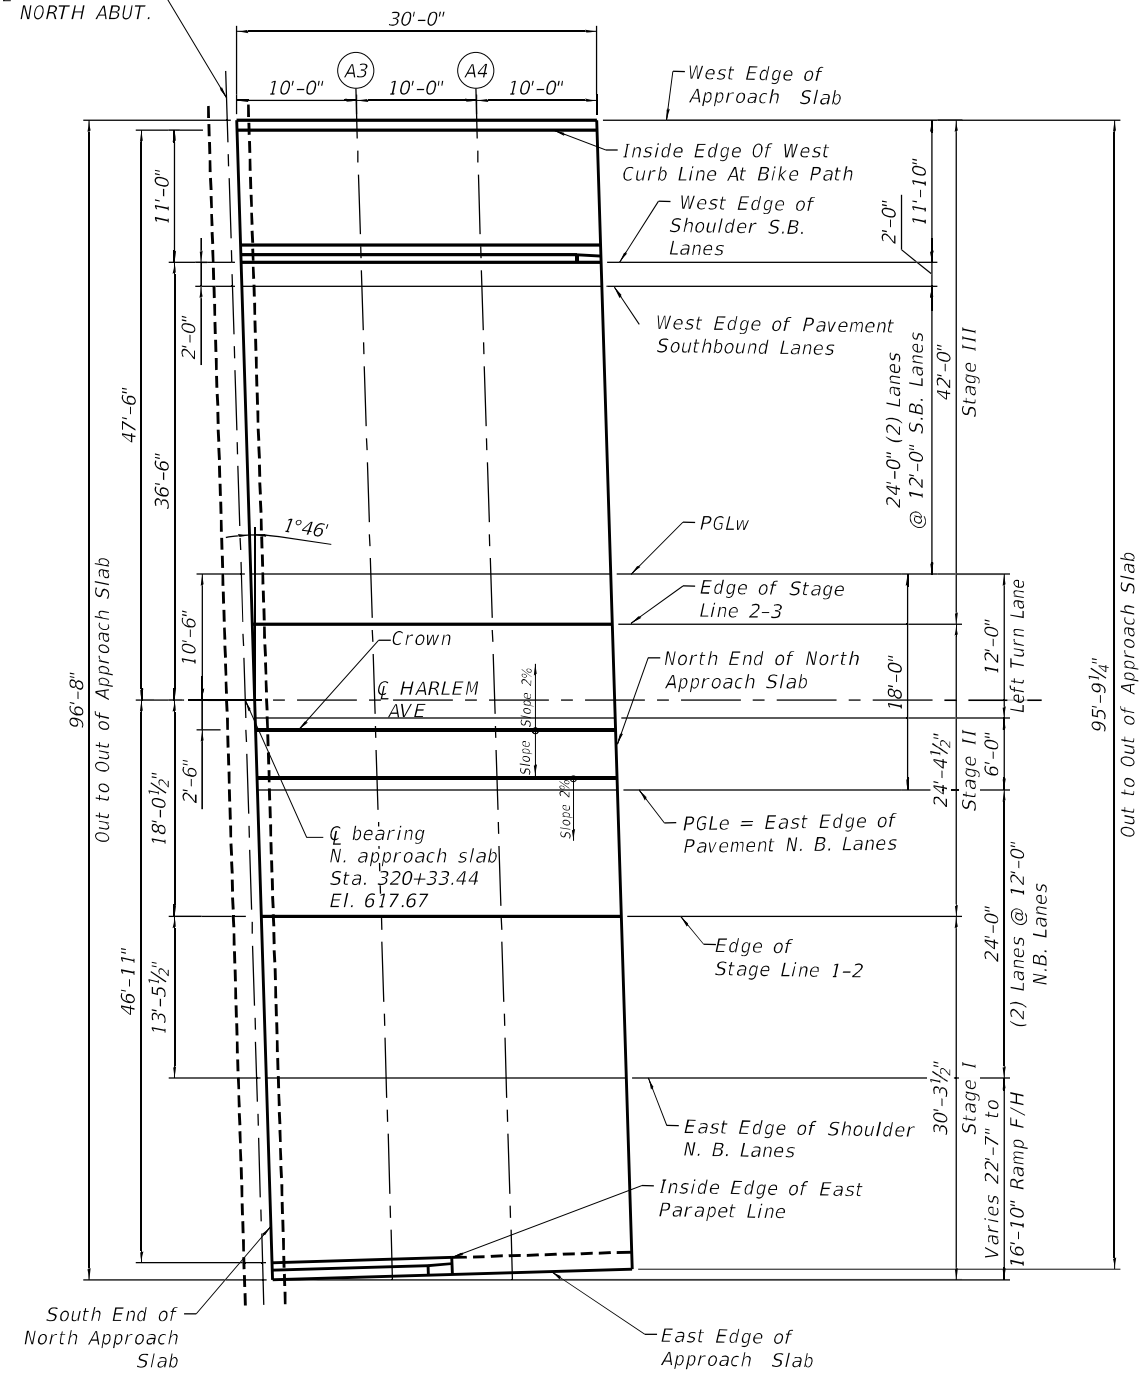 NORTH ABUT.
30'-0"
A3
A4
10'-0"
10'-0"
10'-0"
West Edge of
Approach Slab
Inside Edge Of West
Curb Line At Bike Path
West Edge of
Shoulder S.B.
Lanes
11'-0"
2'-0"
11'-10"
2'-0"
West Edge of Pavement
Southbound Lanes
47'-6"
36'-6"
24'-0" (2) Lanes
@ 12'-0" S.B. Lanes
42'-0"
Stage III
1°46'
PGLw
Edge of Stage
Line 2-3
Crown
10'-6"
℄ HARLEM
AVE
Slope 2%
Slope
Slope 2%
North End of North
Approach Slab
18'-0"
12'-0"
Left Turn Lane
96'-8"
Out to Out of Approach Slab
95'-9¼"
Out to Out of Approach Slab
2'-6"
18'-0½"
24'-4½"
Stage II
6'-0"
℄ bearing
N. approach slab
Sta. 320+33.44
El. 617.67
PGLe = East Edge of
Pavement N. B. Lanes
Edge of
Stage Line 1-2
46'-11"
13'-5½"
24'-0"
(2) Lanes @ 12'-0"
N.B. Lanes
30'-3½"
Stage I
East Edge of Shoulder
N. B. Lanes
Varies 22'-7" to
16'-10" Ramp F/H
Inside Edge of East
Parapet Line
South End of
North Approach
Slab
East Edge of
Approach Slab